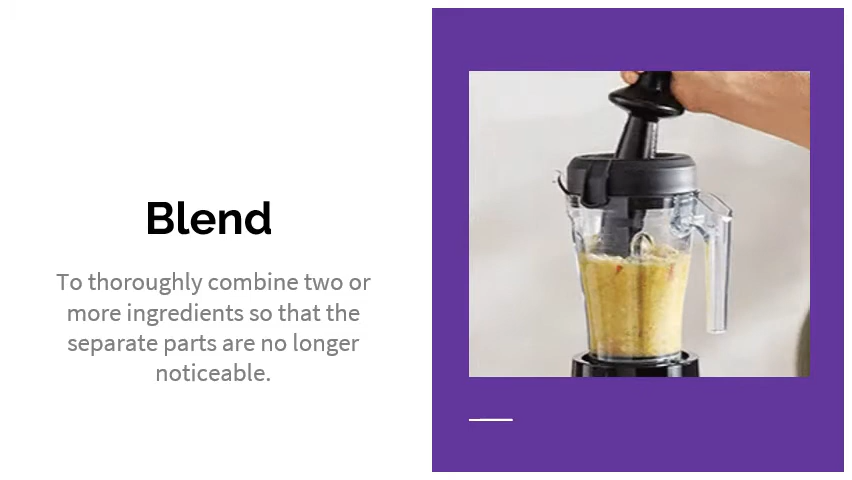 Blend
To thoroughly combine two or
more ingredients so that the
separate parts are no longer
noticeable.